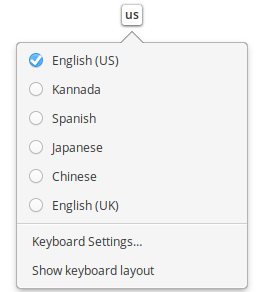 us
English (US)
Kannada
Spanish
Japanese
Chinese
English (UK)
Keyboard Settings...
Show keyboard layout